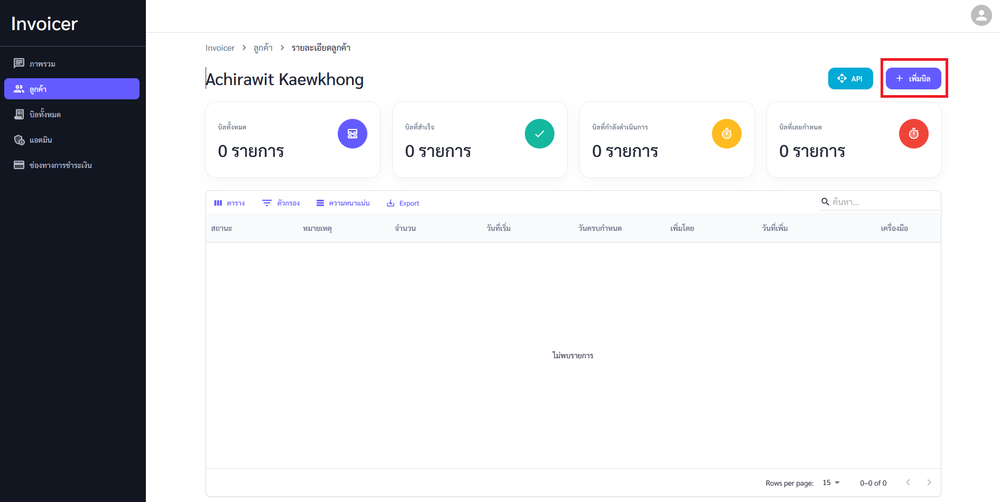 Invoicer
ภาพรวม
ลูกค้า
บิลทั้งหมด
แอดมิน
ช่องทางการชำระเงิน
Invoicer > ลูกค้า > รายละเอียดลูกค้า
Achirawit Kaewkhong
API
+ เพิ่มบิล
บิลทั้งหมด
0 รายการ
บิลที่สำเร็จ
0 รายการ
บิลที่กำลังดำเนินการ
0 รายการ
บิลที่เลยกำหนด
0 รายการ
ตาราง ตัวกรอง ความหนาแน่น Export ค้นหา...
สถานะ หมายเหตุ จำนวน วันที่เริ่ม วันครบกำหนด เพิ่มโดย วันที่เพิ่ม เครื่องมือ
ไม่พบรายการ
Rows per page: 15 0–0 of 0